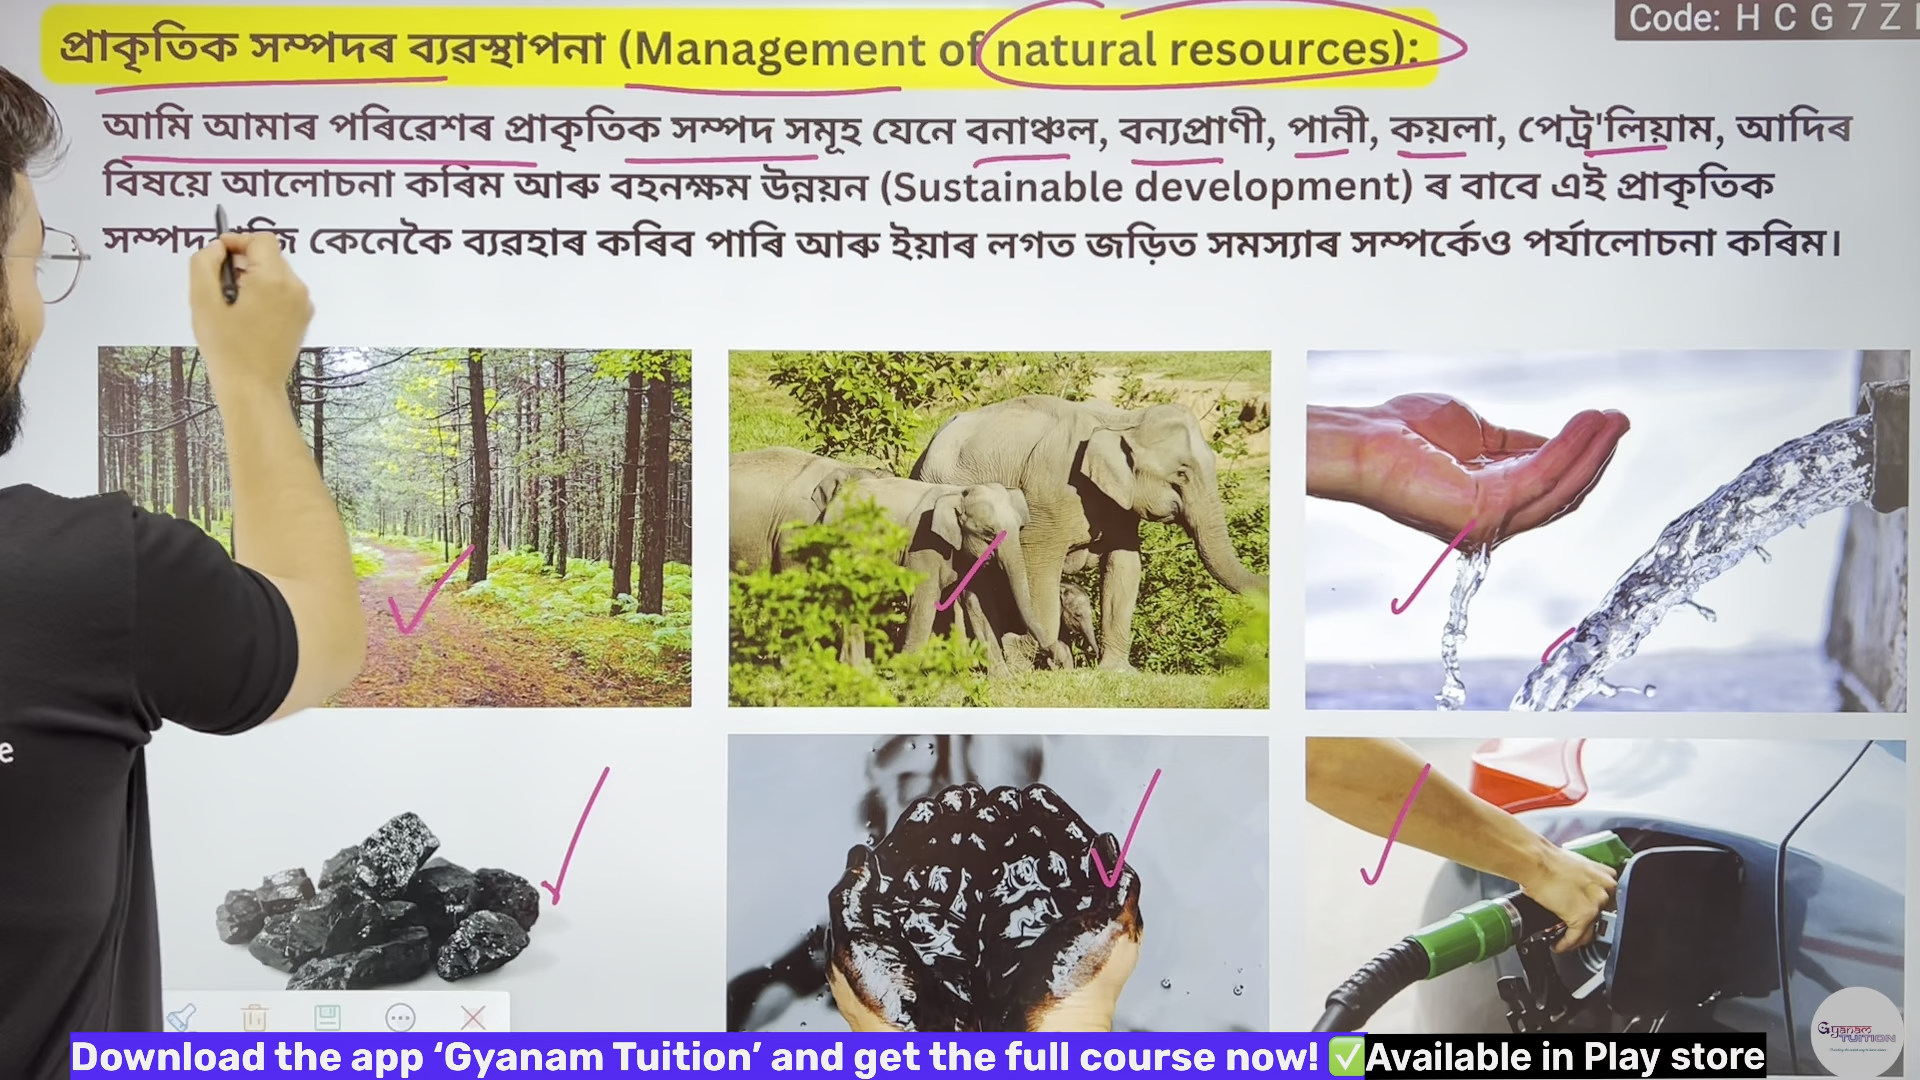 Code: H C G 7 Z
প্ৰাকৃতিক সম্পদৰ ব্যৱস্থাপনা (Management of natural resources):
আমি আমাৰ পৰিৱেশৰ প্ৰাকৃতিক সম্পদ সমূহ যেনে বনাঞ্চল, বন্যপ্ৰাণী, পানী, কয়লা, পেট্ৰ'লিয়াম, আদিৰ
বিষয়ে আলোচনা কৰিম আৰু বহনক্ষম উন্নয়ন (Sustainable development) ৰ বাবে এই প্ৰাকৃতিক
কেনেকৈ ব্যৱহাৰ কৰিব পাৰি আৰু ইয়াৰ লগত জড়িত সমস্যাৰ সম্পৰ্কেও পৰ্যালোচনা কৰিম।
e
Gyanam
TUITION
Download the app ‘Gyanam Tuition’ and get the full course now! ✅Available in Play store